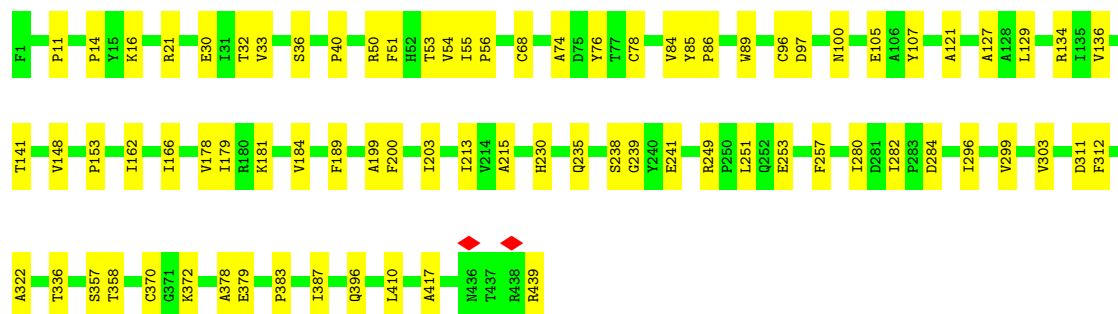 F1 P11 P14 Y15 K16 R21 E30 I31 T32 V33 S36 P40 R50 F51 H52 T53 V54 I55 P56 C68 A74 D75 Y76 T77 C78 V84 Y85 P86 W89 C96 D97 N100 E105 A106 Y107 A121 A127 A128 L129 R134 I135 V136
T141 V148 P153 I162 I166 V178 I179 R180 K181 V184 F189 A199 F200 I203 I213 V214 A215 H230 Q235 S238 G239 Y240 E241 R249 P250 L251 Q252 E253 F257 I280 D281 I282 P283 D284 I296 V299 V303 D311 F312
A322 T336 S357 T358 C370 G371 K372 A378 E379 P383 I387 Q396 L410 A417 N436 T437 R438 R439